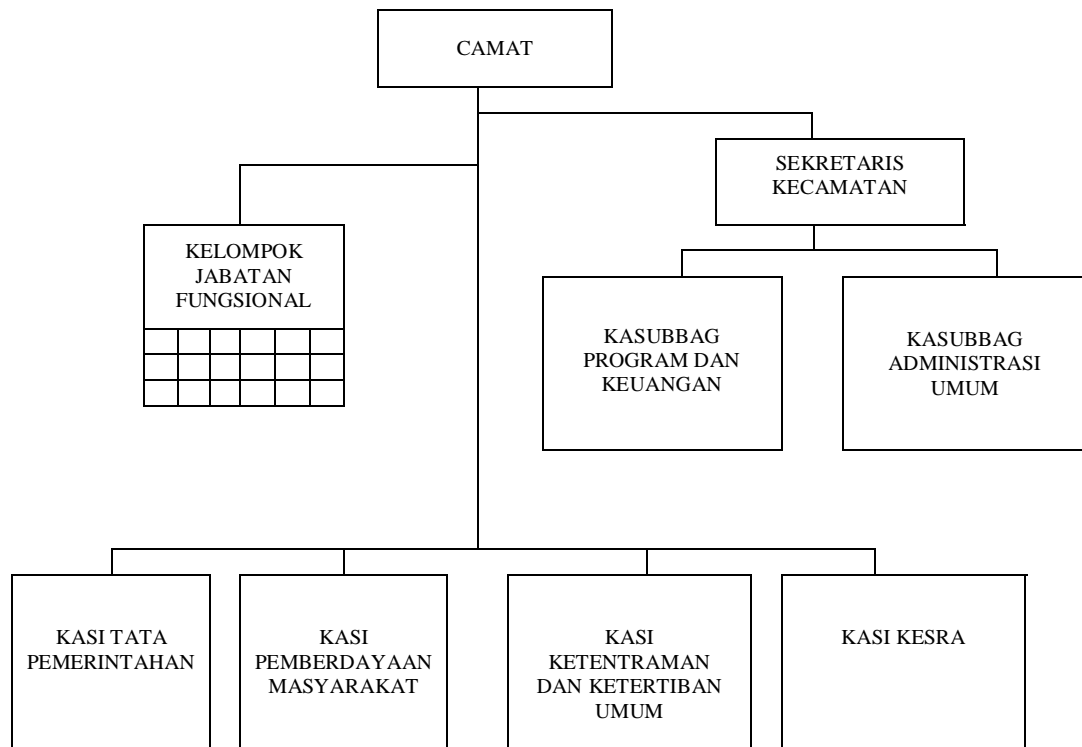 CAMAT
SEKRETARIS
KECAMATAN
KELOMPOK
JABATAN
FUNGSIONAL
KASUBBAG
PROGRAM DAN
KEUANGAN
KASUBBAG
ADMINISTRASI
UMUM
KASI TATA
PEMERINTAHAN
KASI
PEMBERDAYAAN
MASYARAKAT
KASI
KETENTRAMAN
DAN KETERTIBAN
UMUM
KASI KESRA